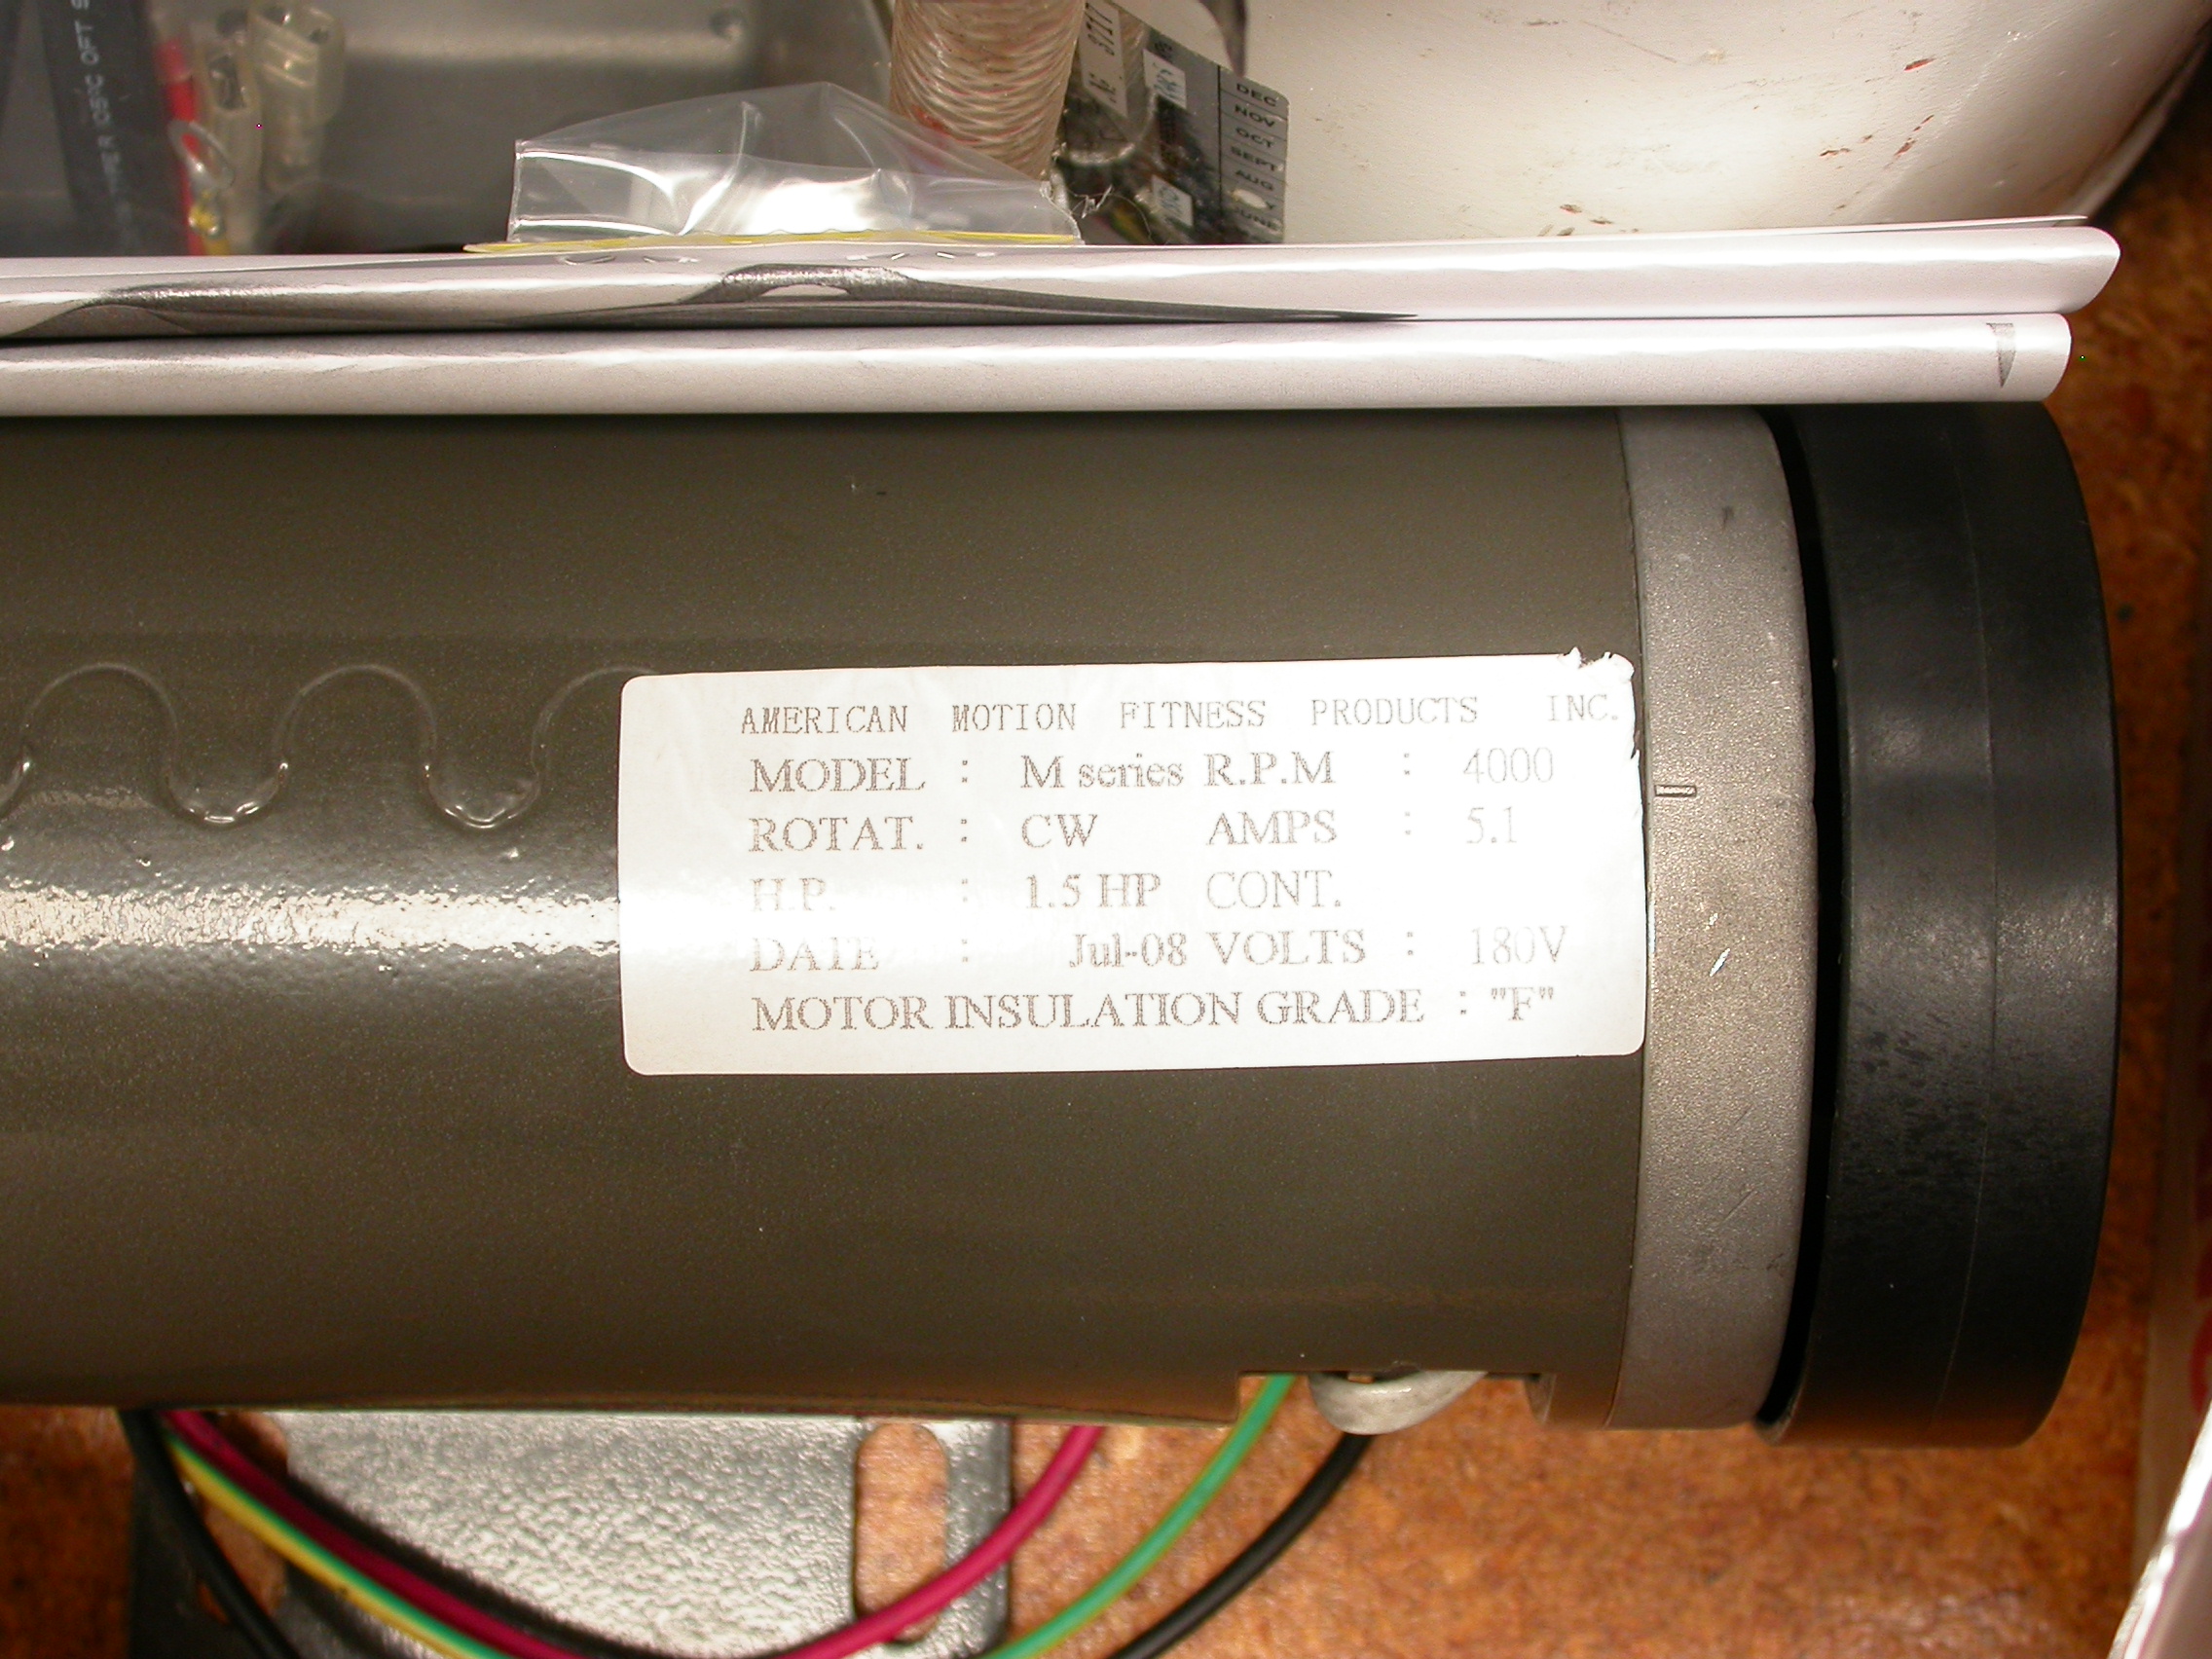 DEC
NOV
OCT
SEPT
AUG
JUNE
AMERICAN MOTION FITNESS PRODUCTS INC.
MODEL : M series R.P.M : 4000
ROTAT. : CW AMPS : 5.1
H.P. : 1.5 HP CONT.
DATE : Jul-08 VOLTS : 180V
MOTOR INSULATION GRADE : "F"